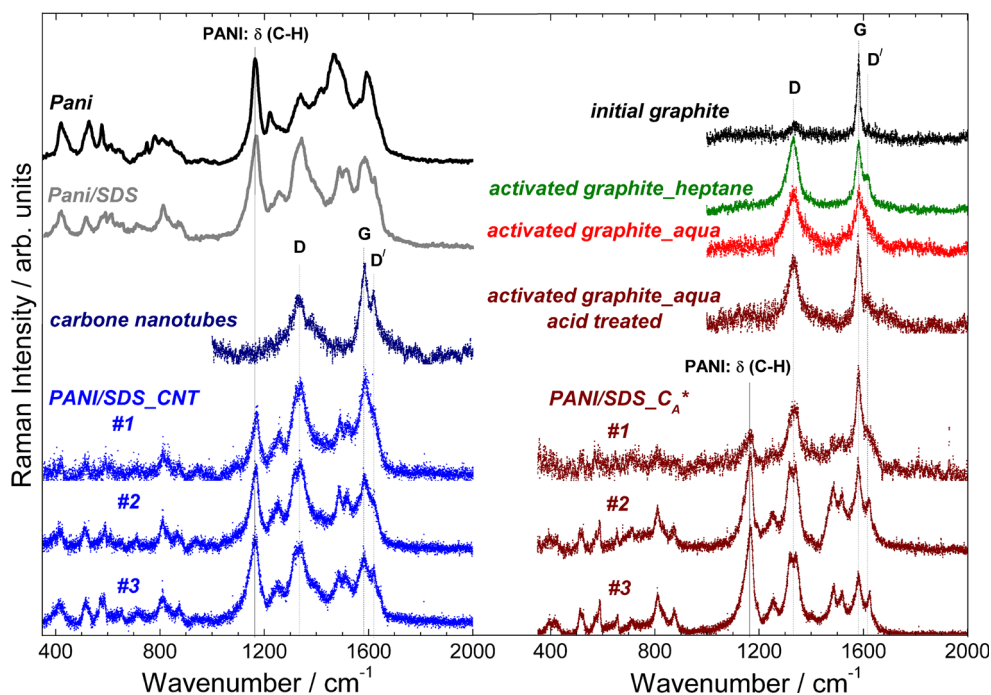 Raman Intensity / arb. units
PANI: δ (C-H)
Pani
Pani/SDS
D
G
D/
carbone nanotubes
PANI/SDS_CNT
#1
#2
#3
400 800 1200 1600 2000
Wavenumber / cm-1
G
D/
D
initial graphite
activated graphite_heptane
activated graphite_aqua
activated graphite_aqua
acid treated
PANI: δ (C-H)
PANI/SDS_CA*
#1
#2
#3
400 800 1200 1600 2000
Wavenumber / cm-1